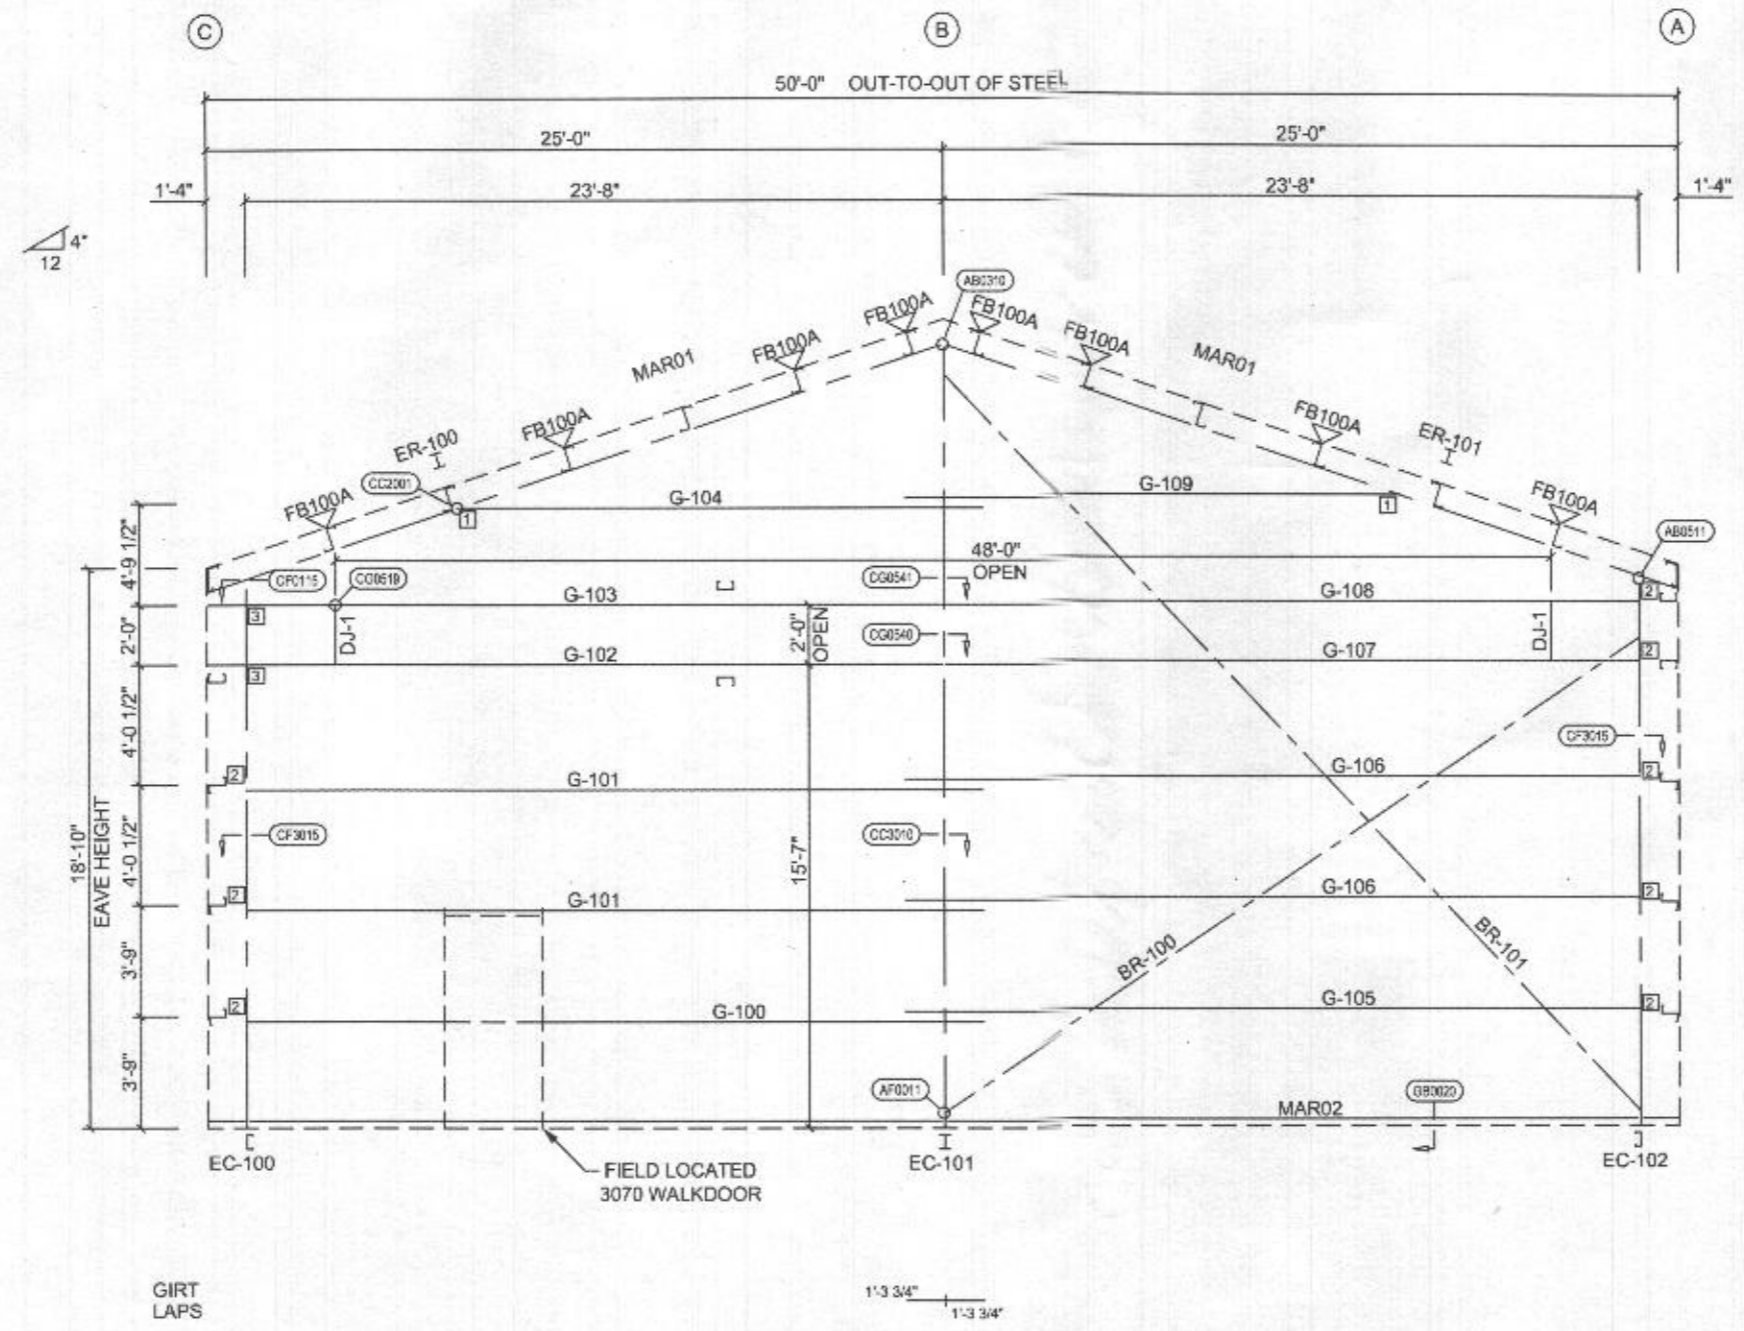 C
B
A
50'-0" OUT-TO-OUT OF STEEL
25'-0"
25'-0"
1'-4"
23'-8"
23'-8"
1'-4"
4"
12
AB0310
FB100A
FB100A
FB100A
FB100A
MAR01
MAR01
FB100A
FB100A
ER-100
ER-101
CC2001
G-104
G-109
FB100A
FB100A
1
1
AB0511
4'-9 1/2"
48'-0"
OPEN
CF0115
CG0519
CG0541
G-103
G-108
2
3
2'-0"
DJ-1
2'-0"
OPEN
CG0540
DJ-1
G-102
G-107
2
3
4'-0 1/2"
CF3015
2
G-101
G-106
2
18'-10"
EAVE HEIGHT
4'-0 1/2"
CF3015
CC3010
15'-7"
2
G-101
G-106
2
3'-9"
BR-100
BR-101
2
G-100
G-105
2
3'-9"
AF0011
GB0020
MAR02
EC-100
EC-101
EC-102
FIELD LOCATED
3070 WALKDOOR
GIRT
LAPS
1'-3 3/4"
1'-3 3/4"